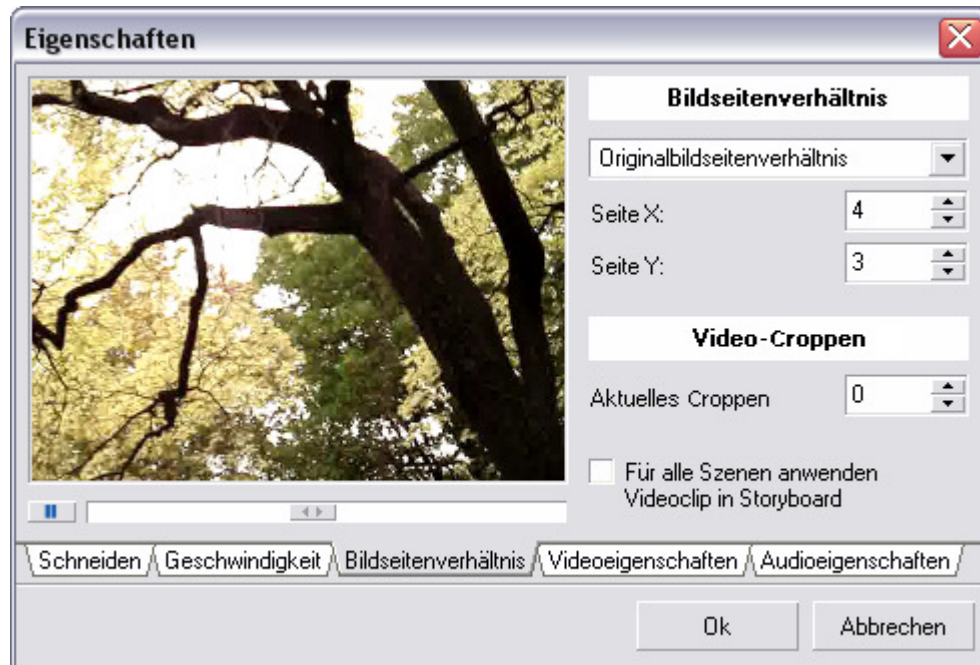 Eigenschaften
Bildseitenverhältnis
Originalbildseitenverhältnis
Seite X: 4
Seite Y: 3
Video-Croppen
Aktuelles Croppen 0
Für alle Szenen anwenden
Videoclip in Storyboard
Schneiden Geschwindigkeit Bildseitenverhältnis Videoeigenschaften Audioeigenschaften
Ok Abbrechen